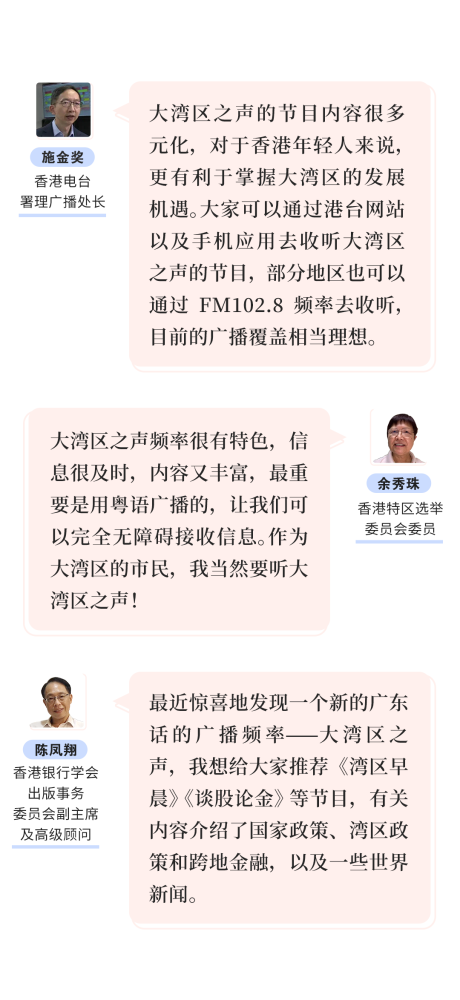 施金奖
香港电台
署理广播处长
大湾区之声的节目内容很多
元化，对于香港年轻人来说，
更有利于掌握大湾区的发展
机遇。大家可以通过港台网站
以及手机应用去收听大湾区
之声的节目，部分地区也可以
通过 FM102.8 频率去收听，
目前的广播覆盖相当理想。
大湾区之声频率很有特色，信
息很及时，内容又丰富，最重
要是用粤语广播的，让我们可
以完全无障碍接收信息。作为
大湾区的市民，我当然要听大
湾区之声！
余秀珠
香港特区选举
委员会委员
陈凤翔
香港银行学会
出版事务
委员会副主席
及高级顾问
最近惊喜地发现一个新的广东
话的广播频率——大湾区之
声，我想给大家推荐《湾区早
晨》《谈股论金》等节目，有关
内容介绍了国家政策、湾区政
策和跨地金融，以及一些世界
新闻。